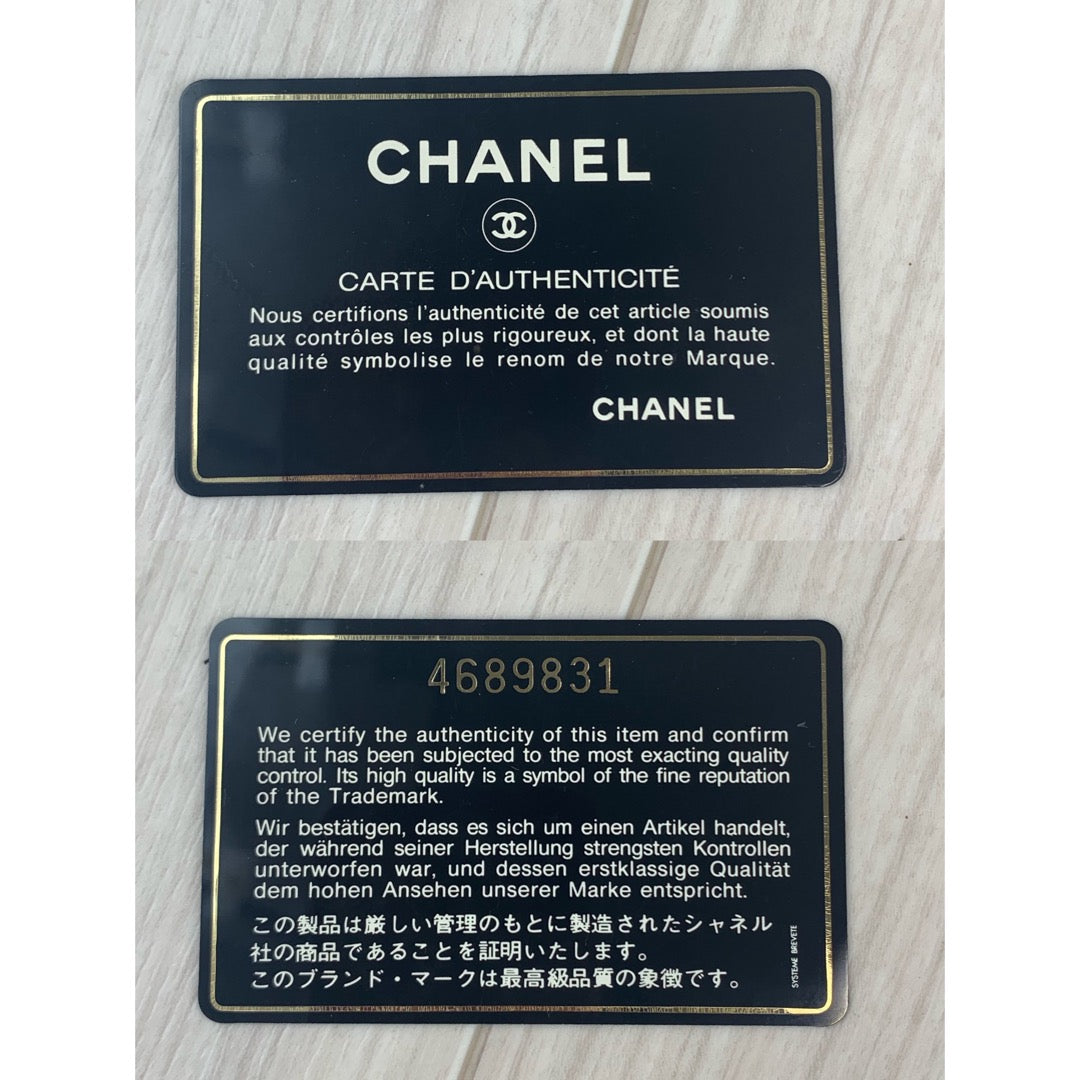 CHANEL
CARTE D'AUTHENTICITÉ
Nous certifions l'authenticité de cet article soumis
aux contrôles les plus rigoureux, et dont la haute
qualité symbolise le renom de notre Marque.
CHANEL
4689831
We certify the authenticity of this item and confirm
that it has been subjected to the most exacting quality
control. Its high quality is a symbol of the fine reputation
of the Trademark.
Wir bestätigen, dass es sich um einen Artikel handelt,
der während seiner Herstellung strengsten Kontrollen
unterworfen war, und dessen erstklassige Qualität
dem hohen Ansehen unserer Marke entspricht.
この製品は厳しい管理のもとに製造されたシャネル
社の商品であることを証明いたします。
このブランド・マークは最高級品質の象徴です。
SYSTEME BREVETE